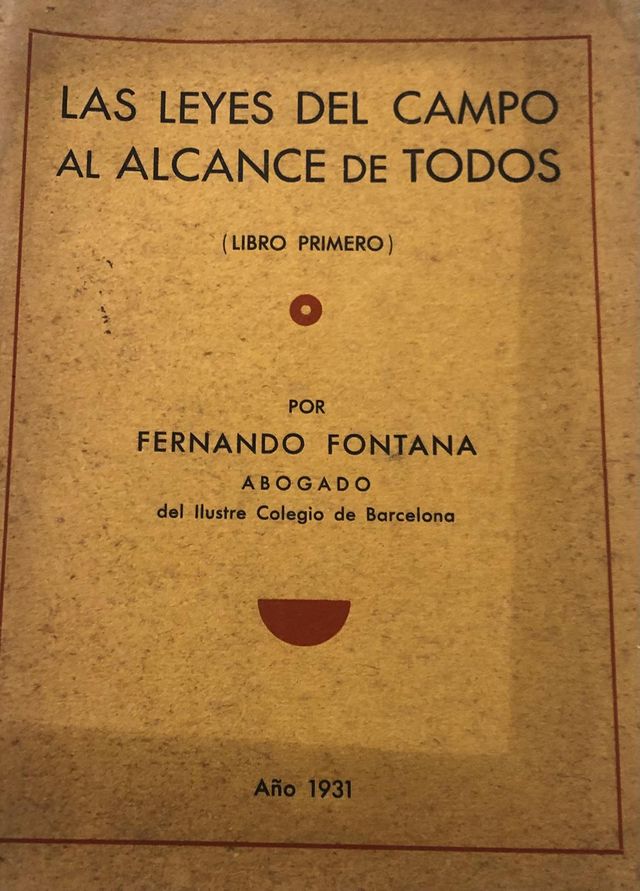 LAS LEYES DEL CAMPO
AL ALCANCE DE TODOS
(LIBRO PRIMERO)
POR
FERNANDO FONTANA
ABOGADO
del Ilustre Colegio de Barcelona
Año 1931